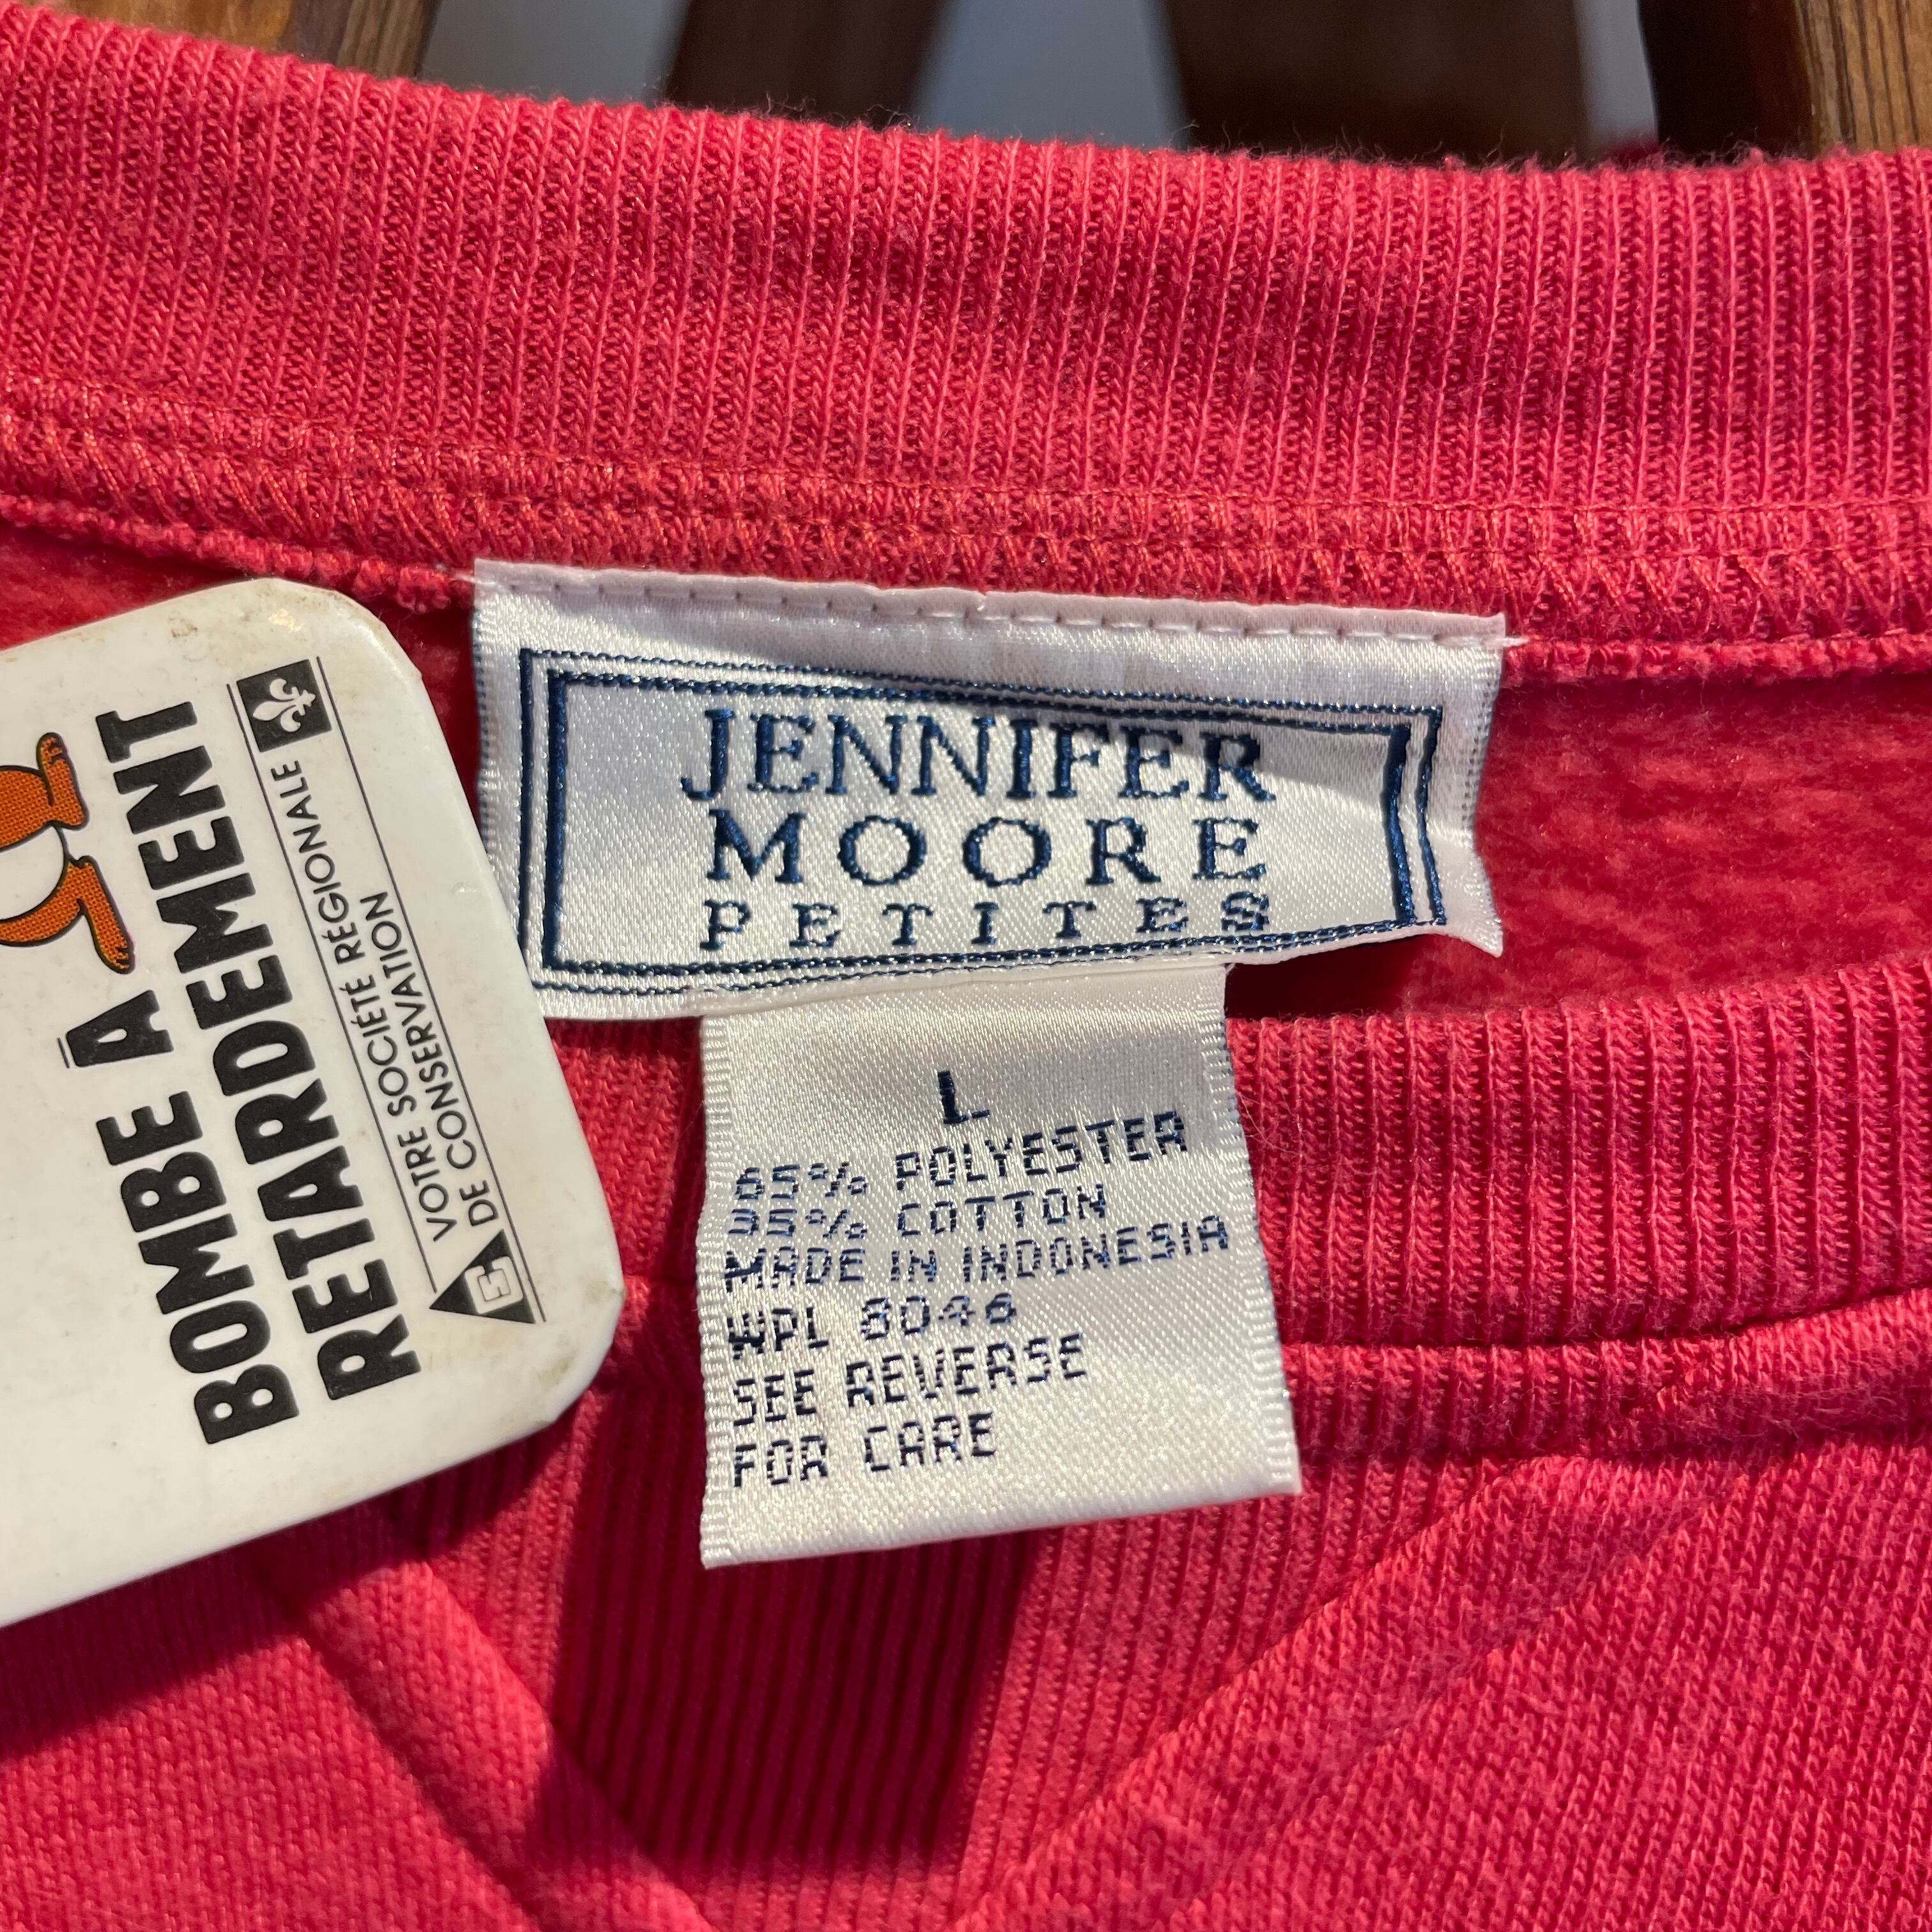 JENNIFER
MOORE
PETITES
L
65% POLYESTER
35% COTTON
MADE IN INDONESIA
WPL 8046
SEE REVERSE
FOR CARE
BOMBE À
RETARDEMENT
VOTRE SOCIÉTÉ RÉGIONALE
DE CONSERVATION